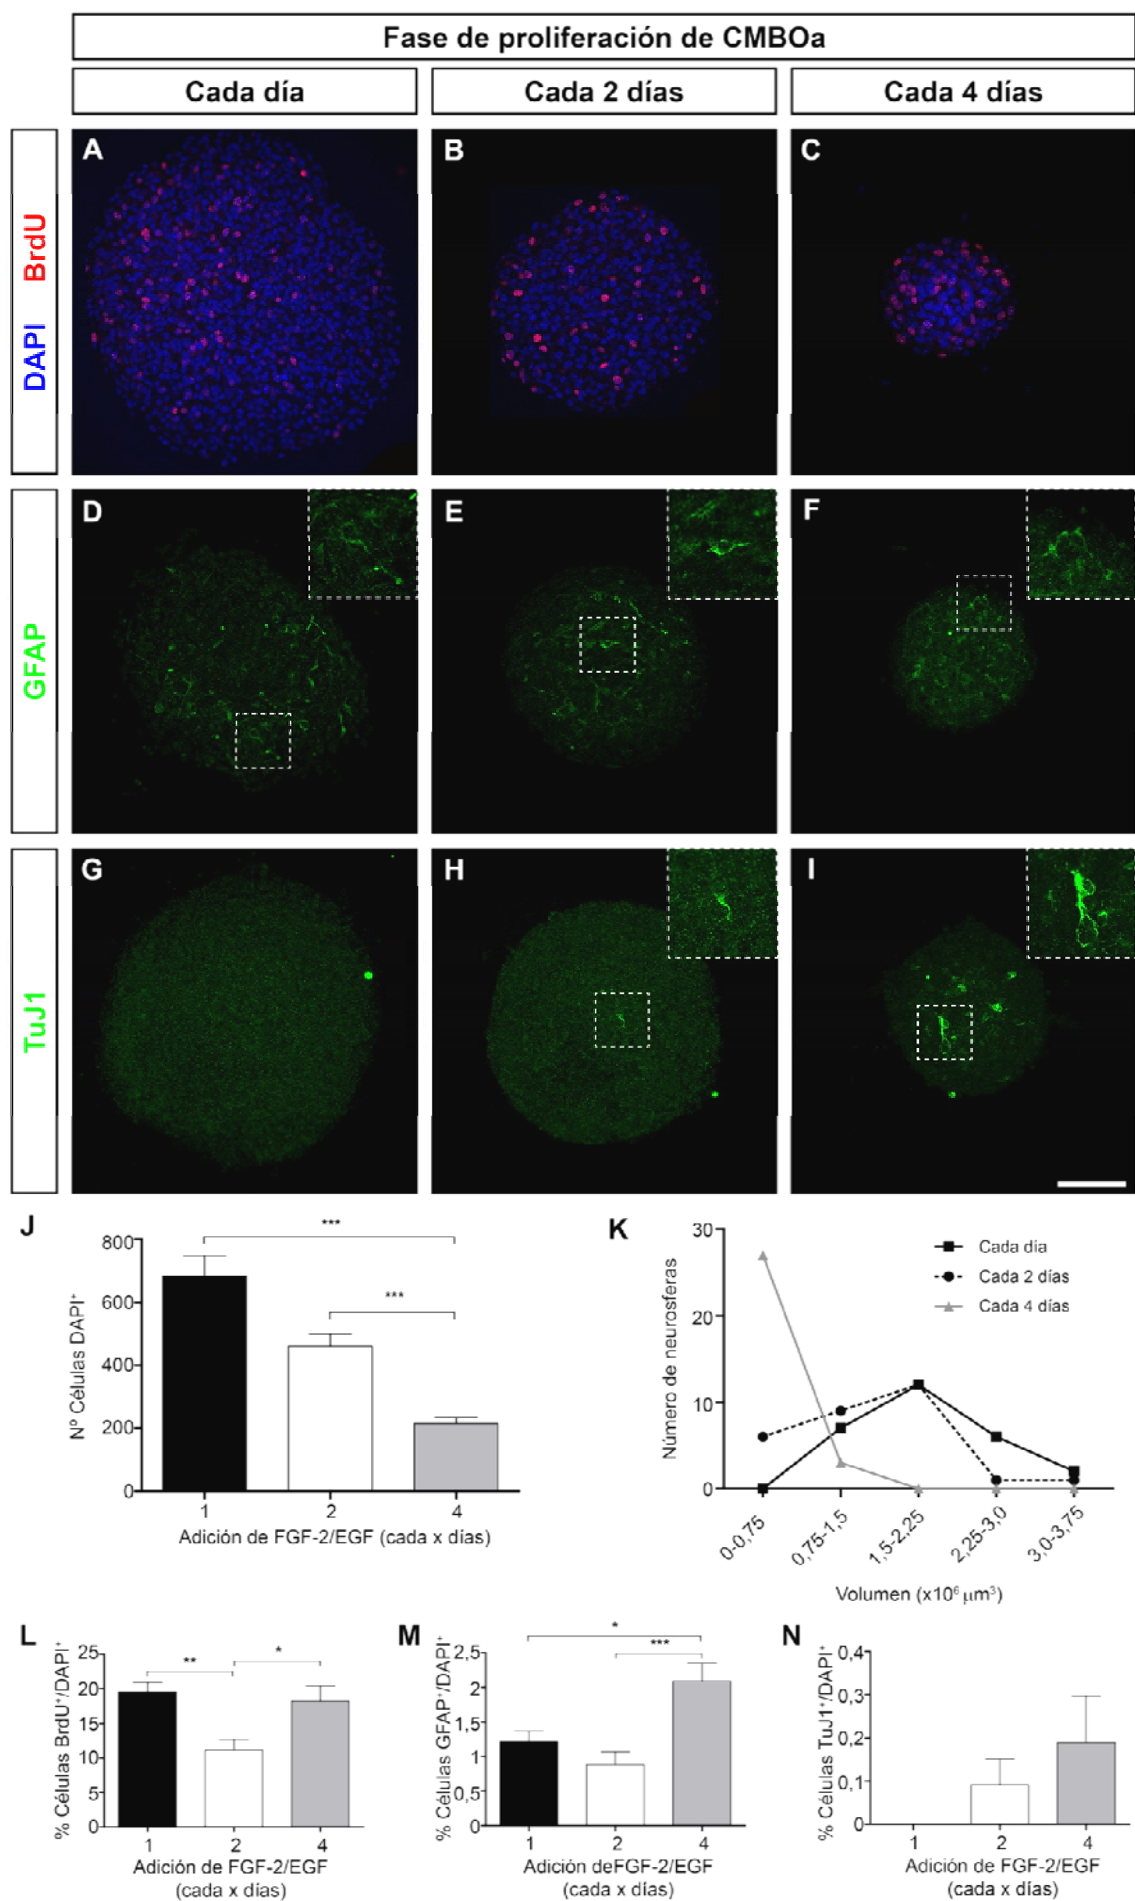 Fase de proliferación de CMBOa
Cada día
Cada 2 días
Cada 4 días
DAPI BrdU
A
B
C
GFAP
D
E
F
TuJ1
G
H
I
J
Nº Células DAPI⁺
800
600
400
200
0
***
***
1
2
4
Adición de FGF-2/EGF (cada x días)
K
Número de neurosferas
30
20
10
0
Cada dia
Cada 2 días
Cada 4 días
0-0,75
0,75-1,5
1,5-2,25
2,25-3,0
3,0-3,75
Volumen (x10⁶ µm³)
L
% Células BrdU⁺/DAPI⁺
25
20
15
10
5
0
**
*
1
2
4
Adición de FGF-2/EGF
(cada x días)
M
% Células GFAP⁺/DAPI⁺
2,5
2
1,5
1
0,5
0
*
***
1
2
4
Adición deFGF-2/EGF
(cada x días)
N
% Células TuJ1⁺/DAPI⁺
0,4
0,3
0,2
0,1
0
1
2
4
Adición de FGF-2/EGF
(cada x días)